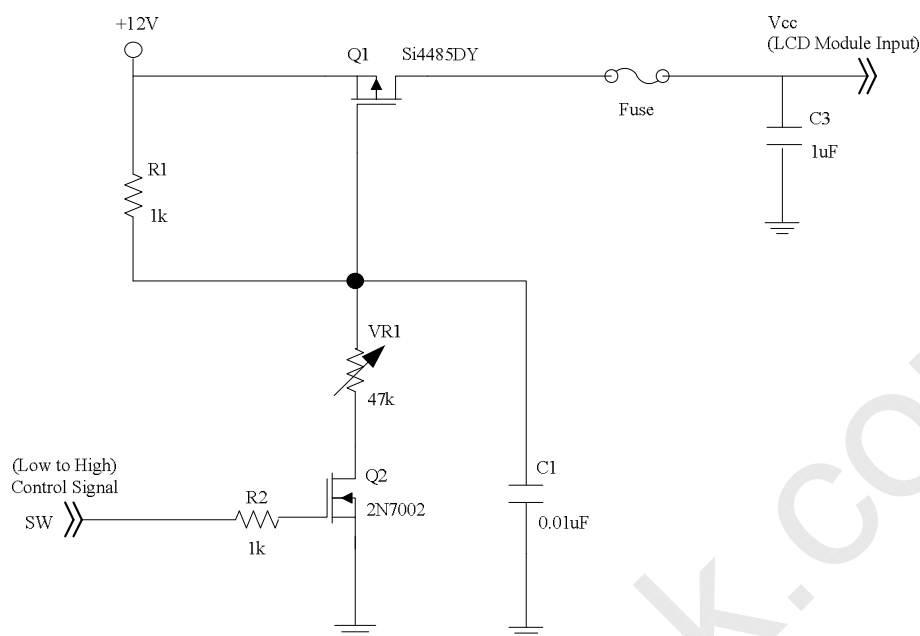 +12V
Vcc
(LCD Module Input)
Q1
Si4485DY
Fuse
C3
1uF
R1
1k
VR1
47k
(Low to High)
Control Signal
SW
R2
1k
Q2
2N7002
C1
0.01uF
k.co